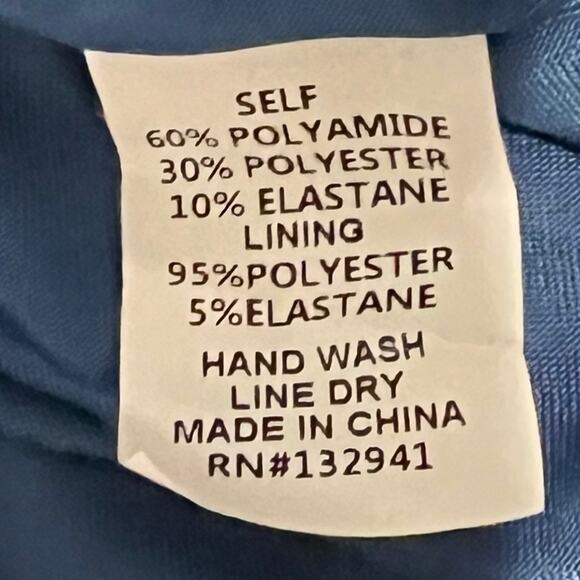 SELF
60% POLYAMIDE
30% POLYESTER
10% ELASTANE
LINING
95%POLYESTER
5%ELASTANE
HAND WASH
LINE DRY
MADE IN CHINA
RN#132941